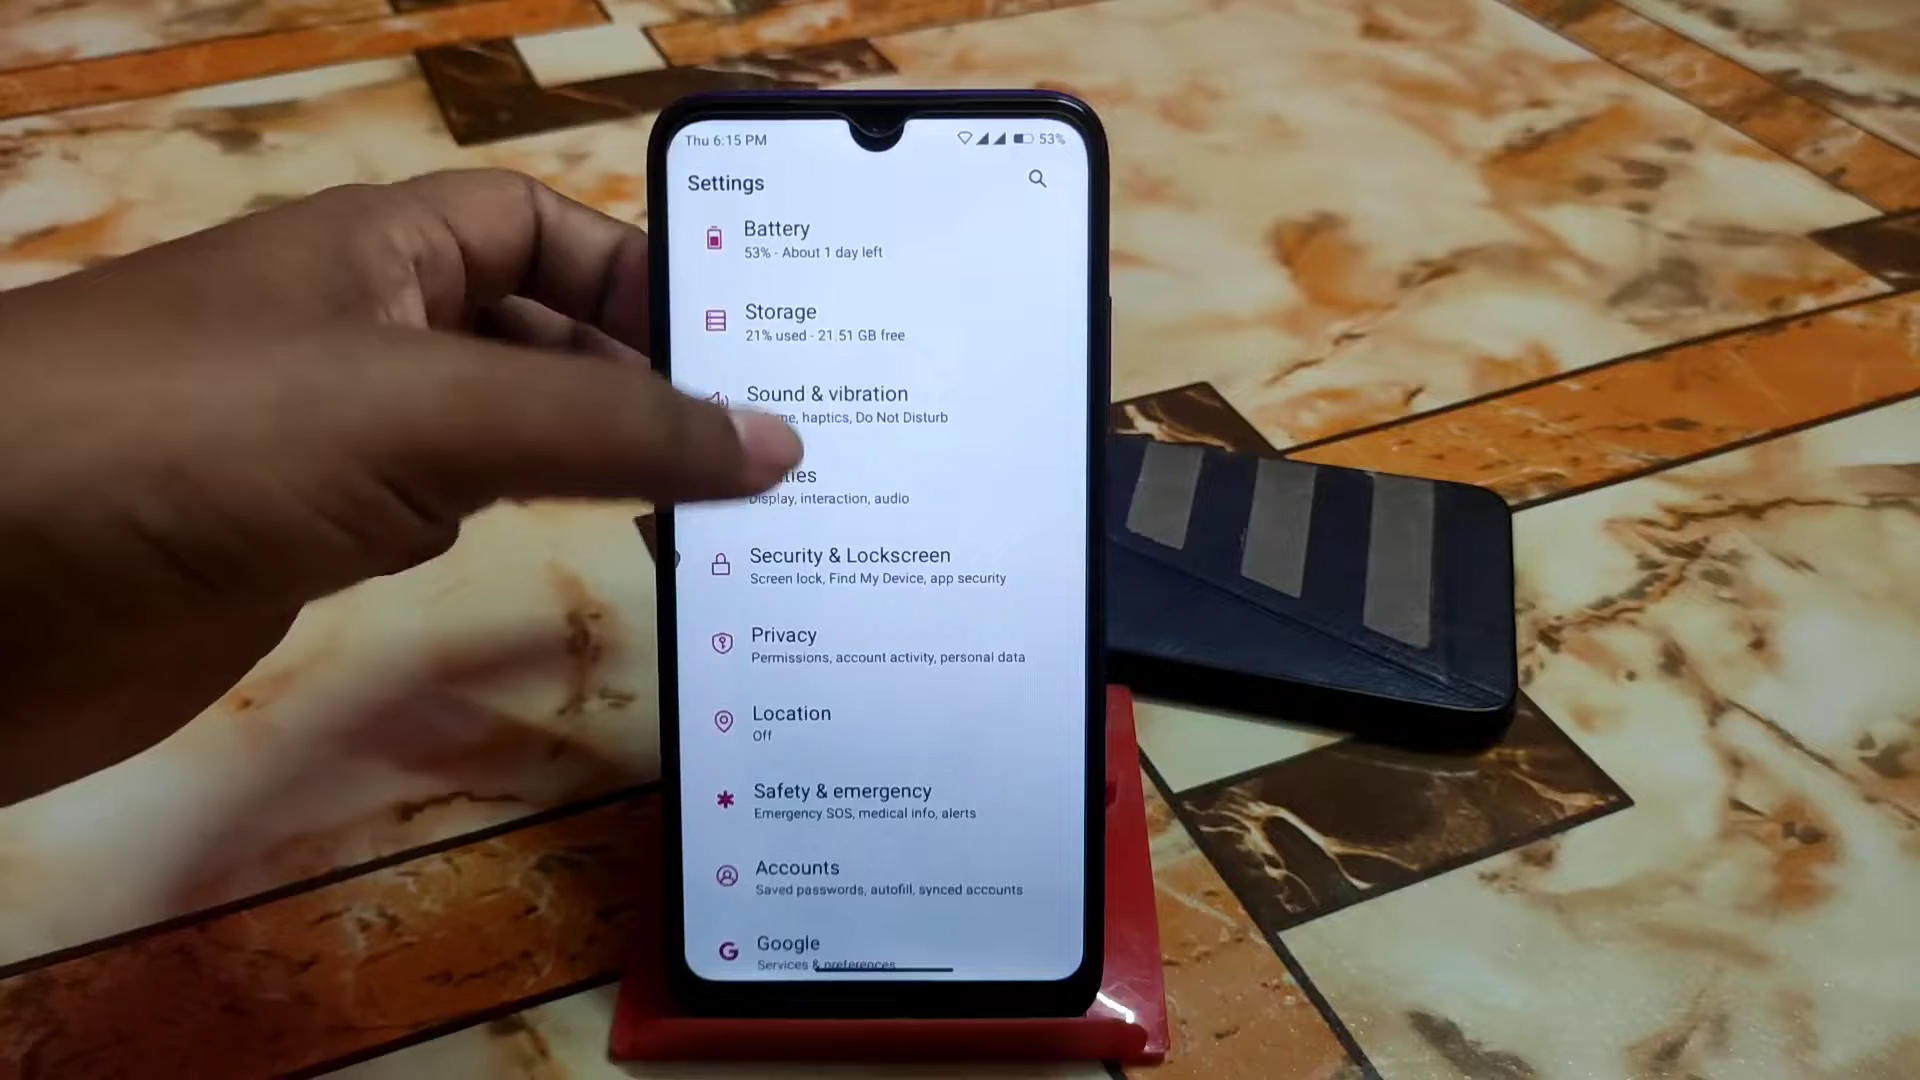 Thu 6:15 PM
53%
Settings
Battery
53% - About 1 day left
Storage
21% used - 21.51 GB free
Sound & vibration
haptics, Do Not Disturb
Display, interaction, audio
Security & Lockscreen
Screen lock, Find My Device, app security
Privacy
Permissions, account activity, personal data
Location
Off
Safety & emergency
Emergency SOS, medical info, alerts
Accounts
Saved passwords, autofill, synced accounts
Google
Services & preferences